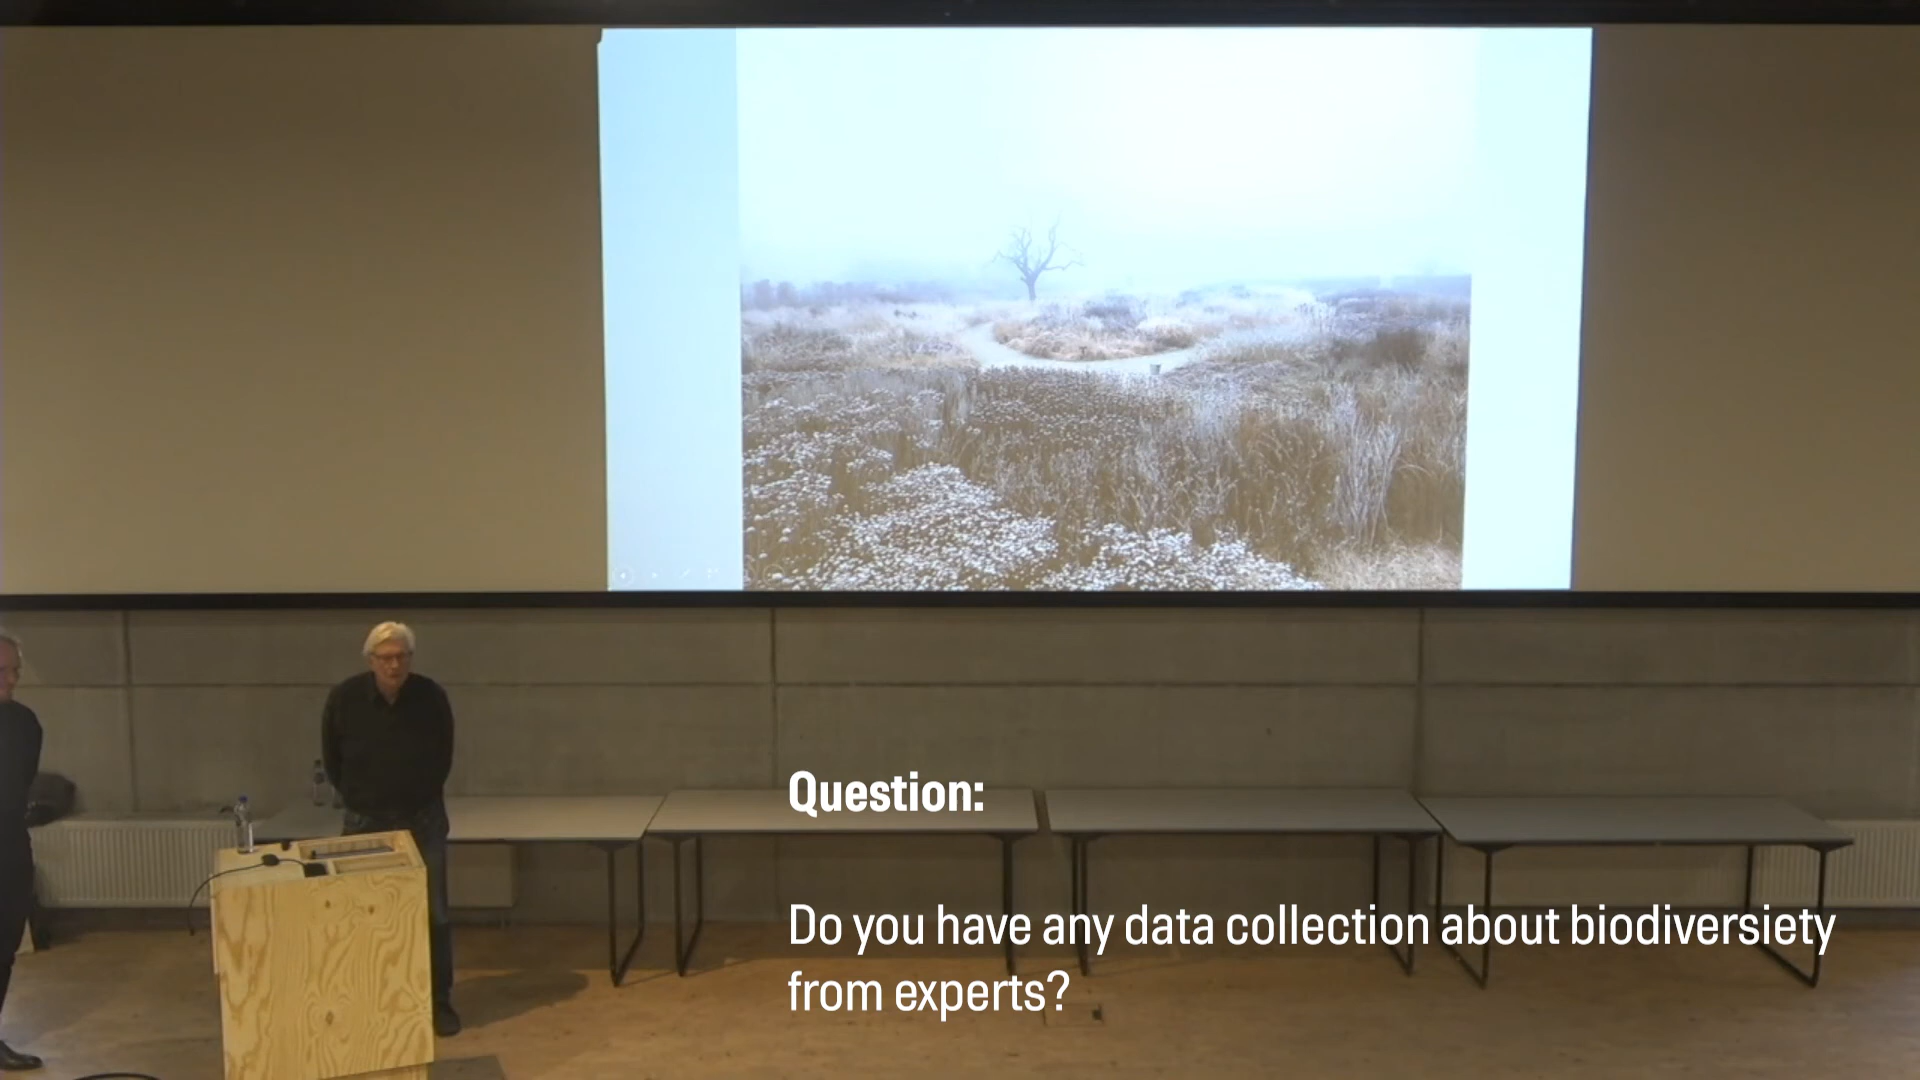 Question:
Do you have any data collection about biodiversiety
from experts?